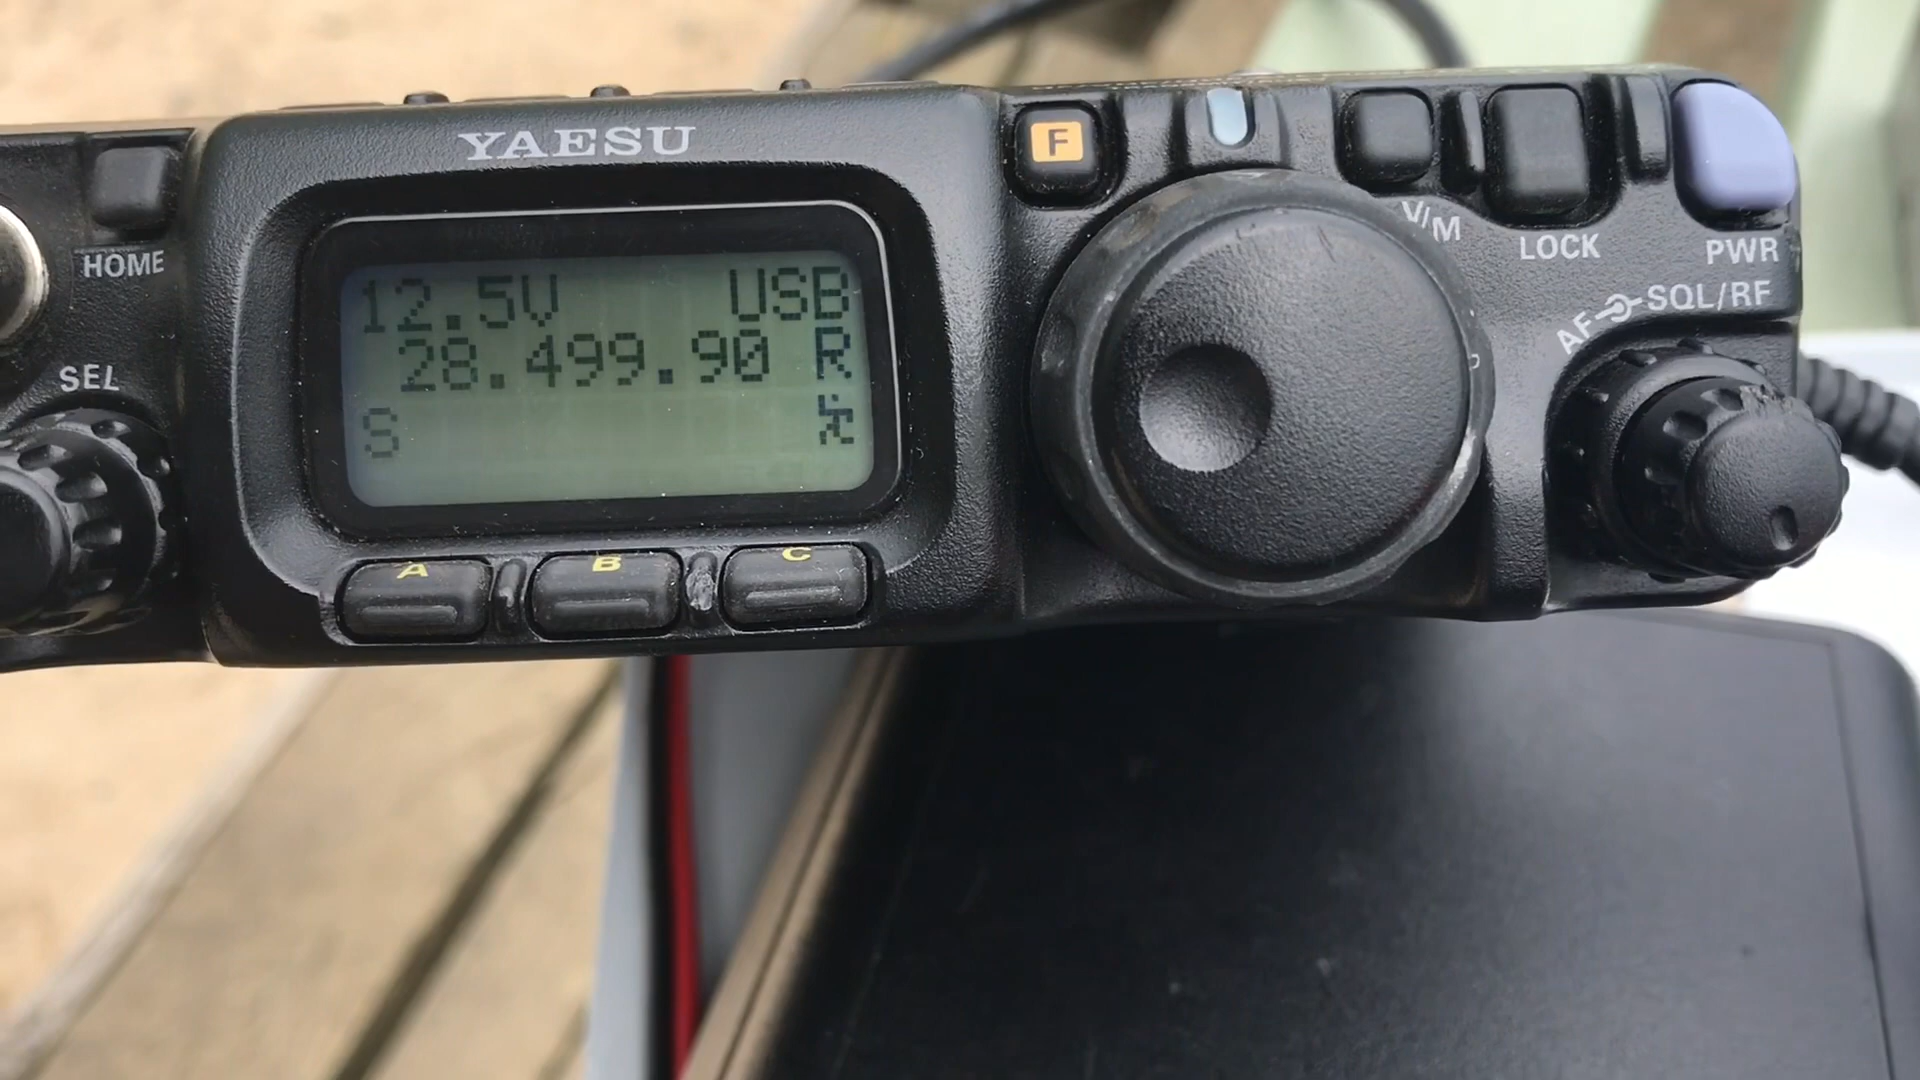 YAESU
F
HOME
V/M
LOCK
PWR
AF SQL/RF
12.5V USB
28.499.90 R
SEL
S
A B C